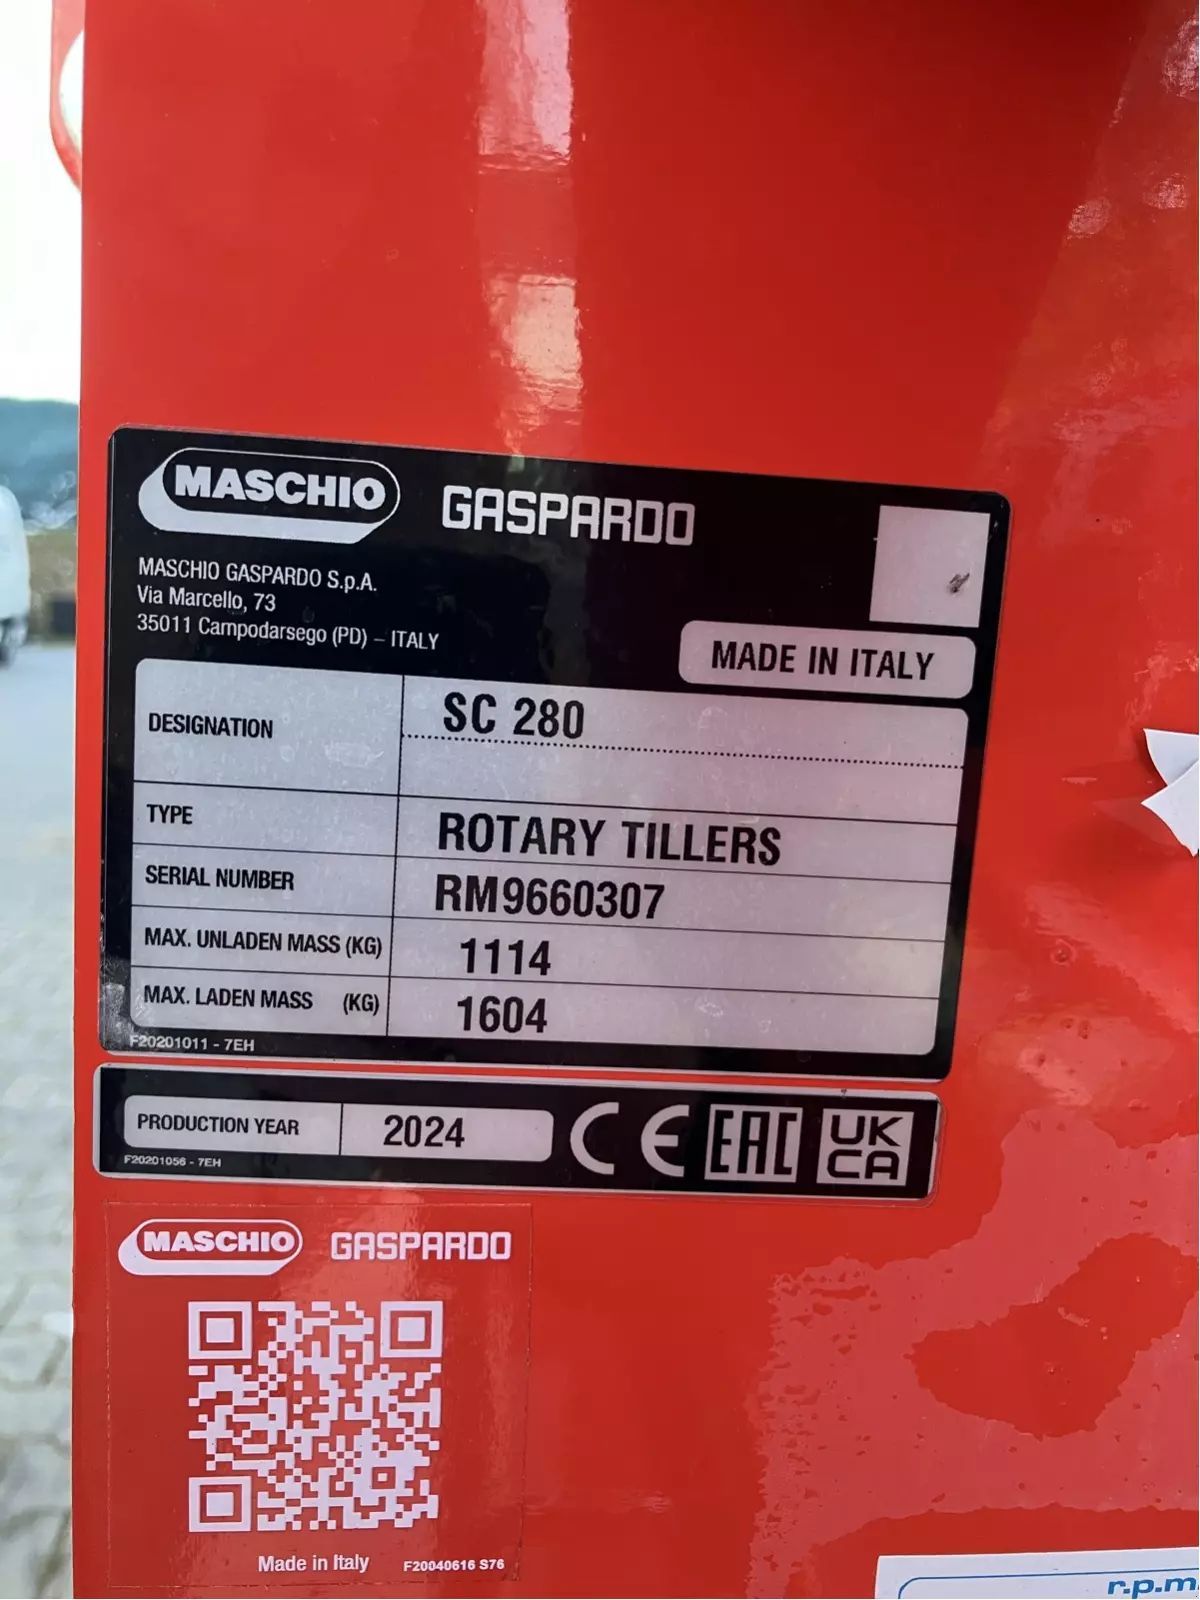 MASCHIO GASPARDO
MASCHIO GASPARDO S.p.A.
Via Marcello, 73
35011 Campodarsego (PD) – ITALY
MADE IN ITALY
DESIGNATION SC 280
TYPE ROTARY TILLERS
SERIAL NUMBER RM9660307
MAX. UNLADEN MASS (KG) 1114
MAX. LADEN MASS (KG) 1604
F20201011 - 7EH
PRODUCTION YEAR 2024 CE EAC UK CA
F20201056 - 7EH
MASCHIO GASPARDO
Made in Italy F20040616 S76
r.p.m.